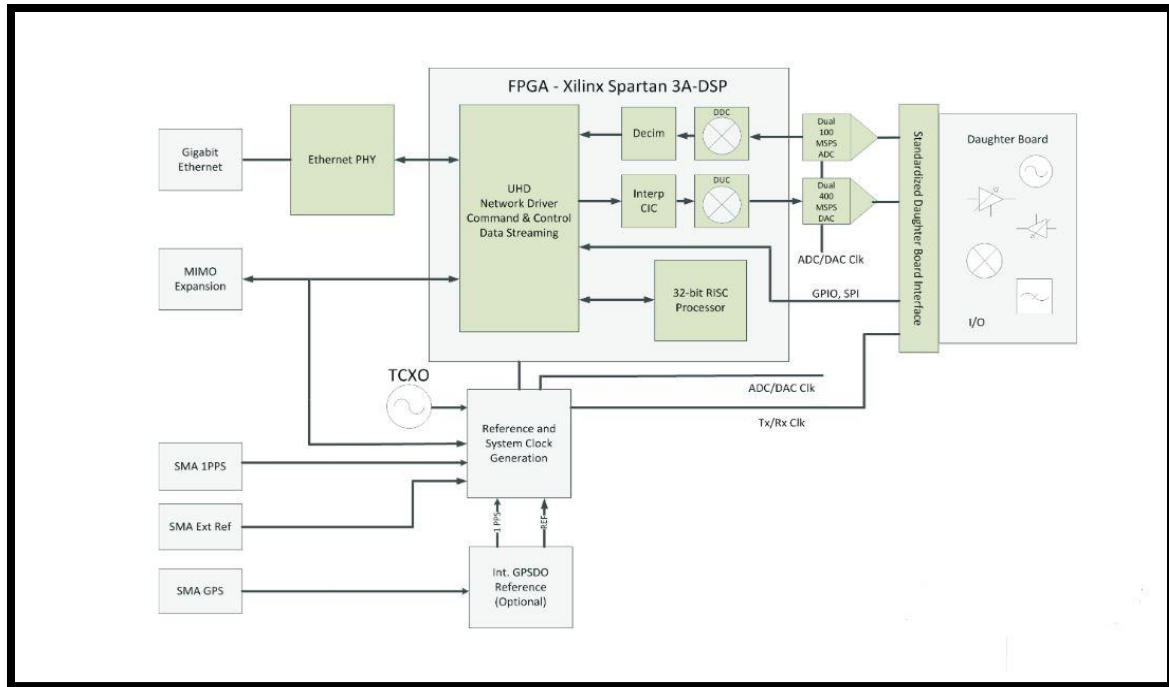 FPGA - Xilinx Spartan 3A-DSP
Gigabit
Ethernet
Ethernet PHY
UHD
Network Driver
Command & Control
Data Streaming
Decim
DDC
Dual
100
MSPS
ADC
Interp
CIC
DUC
Dual
400
MSPS
DAC
ADC/DAC Clk
Standardized Daughter Board Interface
Daughter Board
I/O
MIMO
Expansion
32-bit RISC
Processor
GPIO, SPI
TCXO
ADC/DAC Clk
Tx/Rx Clk
Reference and
System Clock
Generation
SMA 1PPS
SMA Ext Ref
1 PPS
REF
SMA GPS
Int. GPSDO
Reference
(Optional)